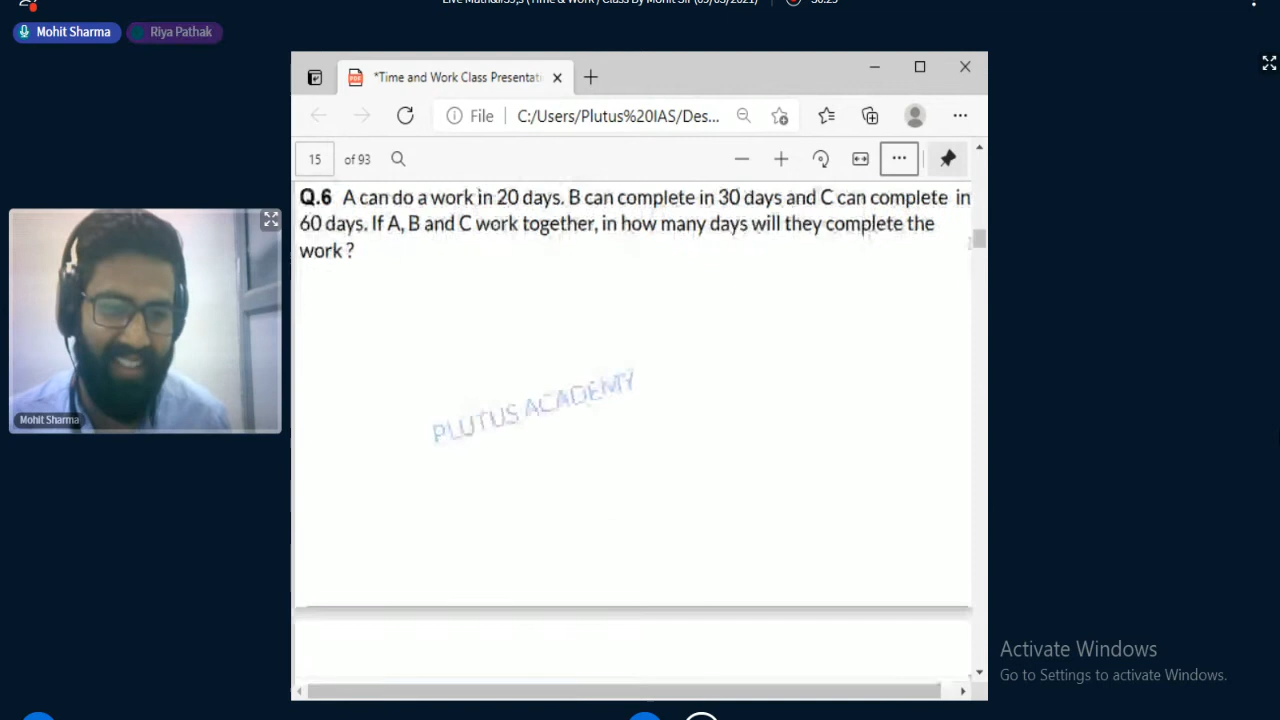 Mohit Sharma
Riya Pathak
*Time and Work Class Presentat
File
C:/Users/Plutus%20IAS/Des...
15 of 93
Q.6 A can do a work in 20 days. B can complete in 30 days and C can complete in
60 days. If A, B and C work together, in how many days will they complete the
work ?
PLUTUS ACADEMY
Mohit Sharma
Activate Windows
Go to Settings to activate Windows.